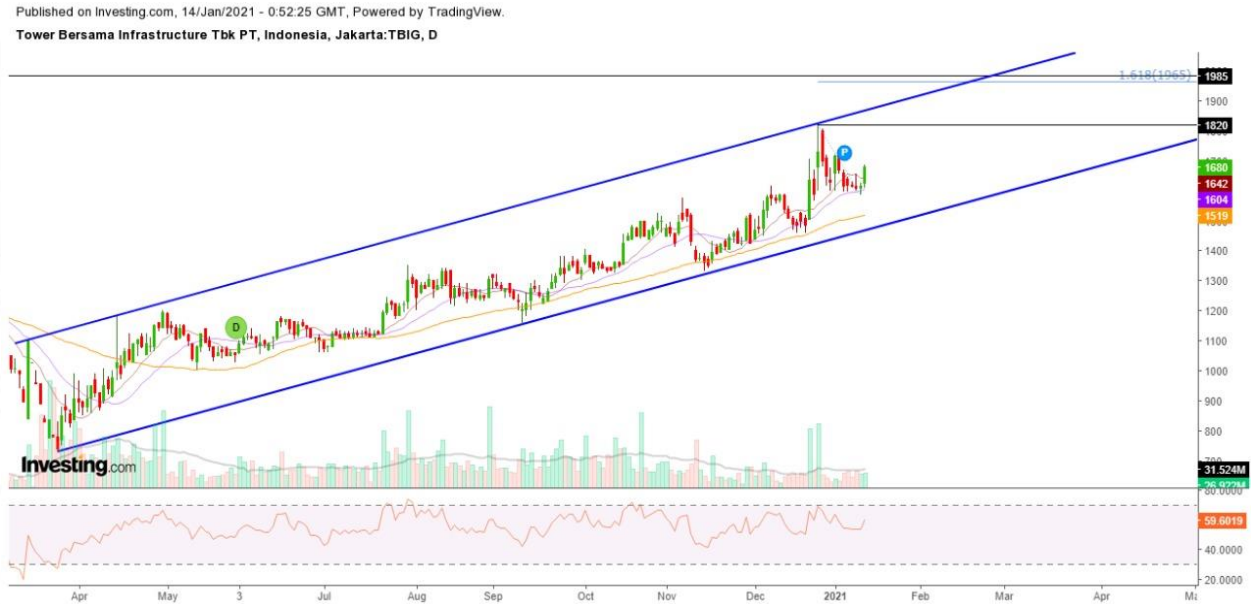 Published on Investing.com, 14/Jan/2021 - 0:52:25 GMT, Powered by TradingView.
Tower Bersama Infrastructure Tbk PT, Indonesia, Jakarta:TBIG, D
1.618(1965)
1985
1900
1820
P
1680
1642
1604
1519
1400
1300
1200
D
1100
1000
900
800
Investing.com
31.524M
26.922M
80.0000
59.6019
40.0000
20.0000
Apr May 3 Jul Aug Sep Oct Nov Dec 2021 Feb Mar Apr